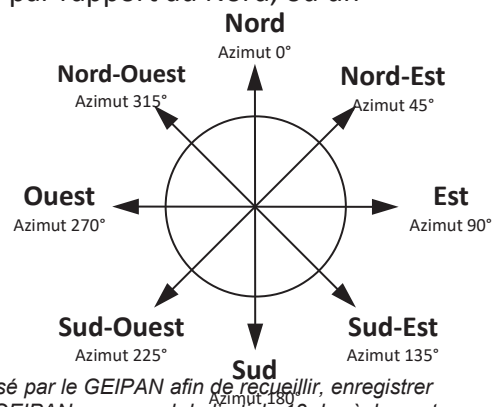 par rapport au Nord, ou un
Nord
Azimut 0°
Nord-Ouest
Azimut 315°
Nord-Est
Azimut 45°
Ouest
Azimut 270°
Est
Azimut 90°
Sud-Ouest
Azimut 225°
Sud-Est
Azimut 135°
Sud
Azimut 180°
sé par le GEIPAN afin de recueillir, enregistrer